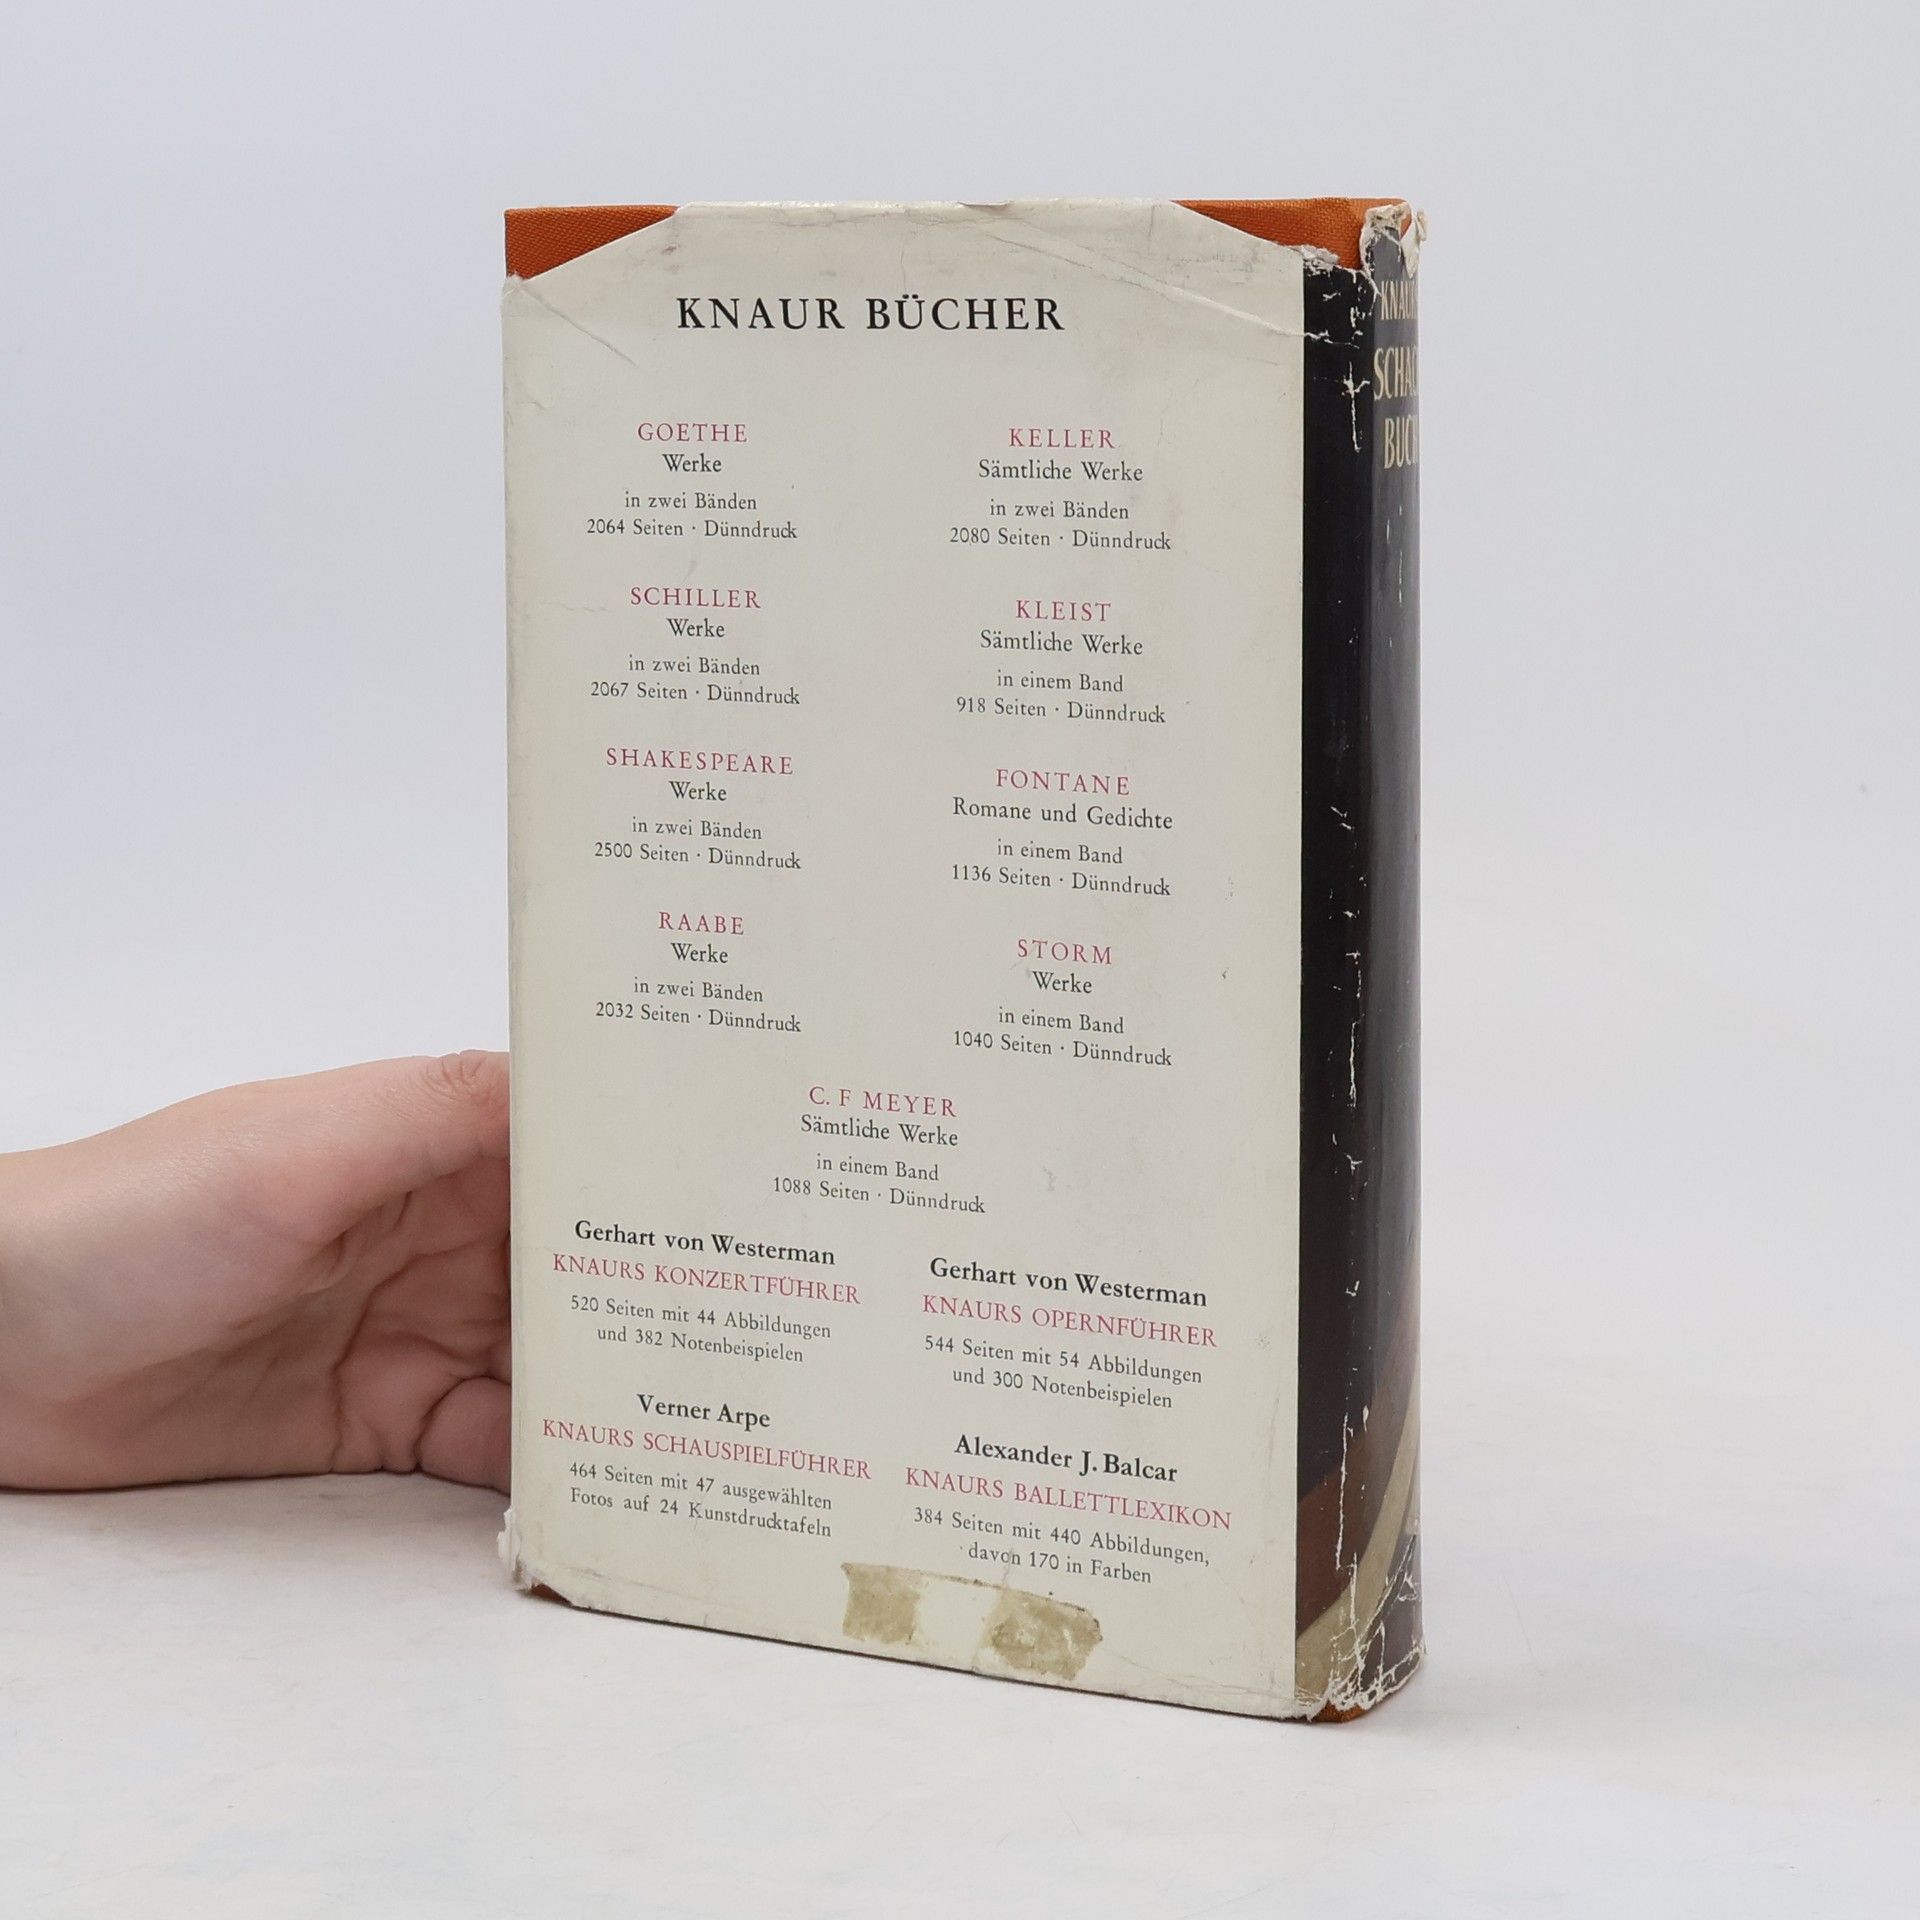 KNAUR BÜCHER
GOETHE
Werke
in zwei Bänden
2064 Seiten · Dünndruck
SCHILLER
Werke
in zwei Bänden
2067 Seiten · Dünndruck
SHAKESPEARE
Werke
in zwei Bänden
2500 Seiten · Dünndruck
RAABE
Werke
in zwei Bänden
2032 Seiten · Dünndruck
KELLER
Sämtliche Werke
in zwei Bänden
2080 Seiten · Dünndruck
KLEIST
Sämtliche Werke
in einem Band
918 Seiten · Dünndruck
FONTANE
Romane und Gedichte
in einem Band
1136 Seiten · Dünndruck
STORM
Werke
in einem Band
1040 Seiten · Dünndruck
C. F MEYER
Sämtliche Werke
in einem Band
1088 Seiten · Dünndruck
Gerhart von Westerman
KNAURS KONZERTFÜHRER
520 Seiten mit 44 Abbildungen
und 382 Notenbeispielen
Verner Arpe
KNAURS SCHAUSPIELFÜHRER
464 Seiten mit 47 ausgewählten
Fotos auf 24 Kunstdrucktafeln
Gerhart von Westerman
KNAURS OPERNFÜHRER
544 Seiten mit 54 Abbildungen
und 300 Notenbeispielen
Alexander J. Balcar
KNAURS BALLETTLEXIKON
384 Seiten mit 440 Abbildungen,
davon 170 in Farben
KNAURS
SCHACH
BUCH